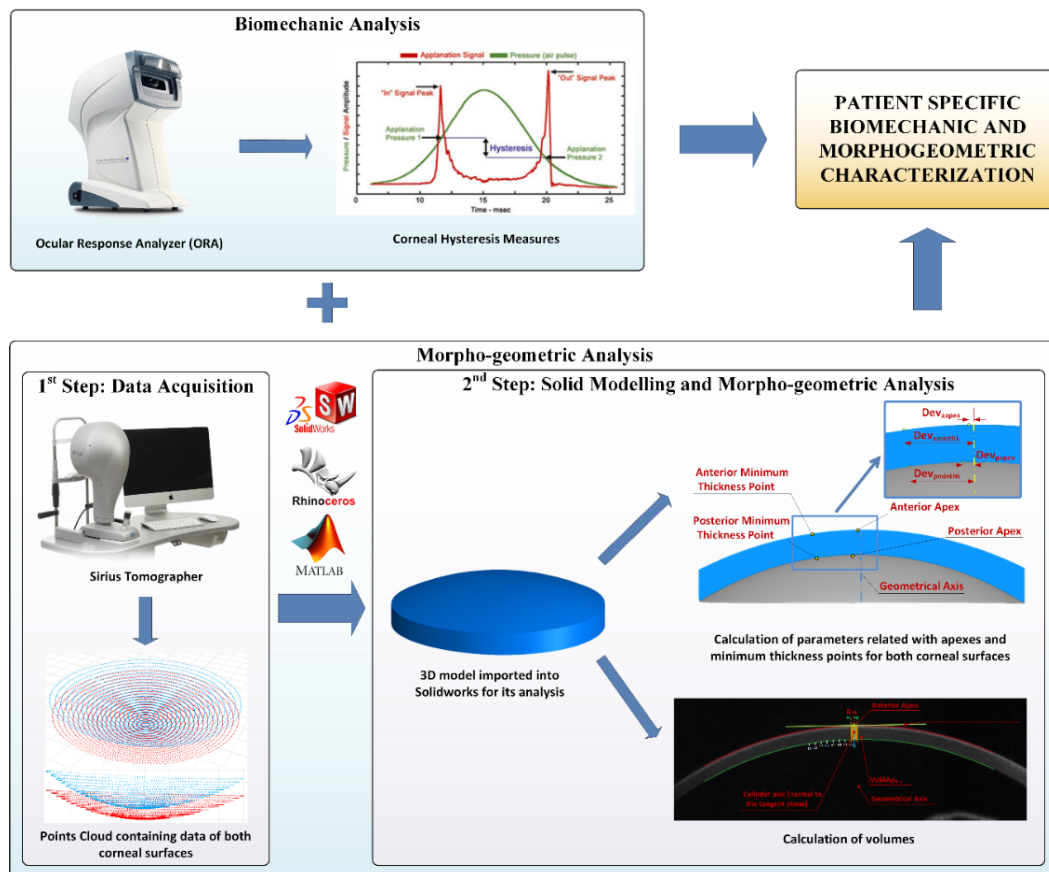 Biomechanic Analysis
Applanation Signal
Pressure (air pulse)
"In" Signal Peak
"Out" Signal Peak
Applanation
Pressure 1
Hysteresis
Applanation
Pressure 2
Pressure / Signal Amplitude
0
10
15
20
25
Time - msec
Ocular Response Analyzer (ORA)
Corneal Hysteresis Measures
PATIENT SPECIFIC
BIOMECHANIC AND
MORPHOGEOMETRIC
CHARACTERIZATION
Morpho-geometric Analysis
1st Step: Data Acquisition
Sirius Tomographer
Points Cloud containing data of both
corneal surfaces
SW
SolidWorks
Rhinoceros
MATLAB
2nd Step: Solid Modelling and Morpho-geometric Analysis
3D model imported into
Solidworks for its analysis
Devaapex
Devaminthk
Devpapex
Devpminthk
Anterior Minimum
Thickness Point
Anterior Apex
Posterior Minimum
Thickness Point
Posterior Apex
Geometrical Axis
Calculation of parameters related with apexes and
minimum thickness points for both corneal surfaces
Anterior Apex
Cylinder axis (normal to
the tangent plane)
Geometrical Axis
Calculation of volumes